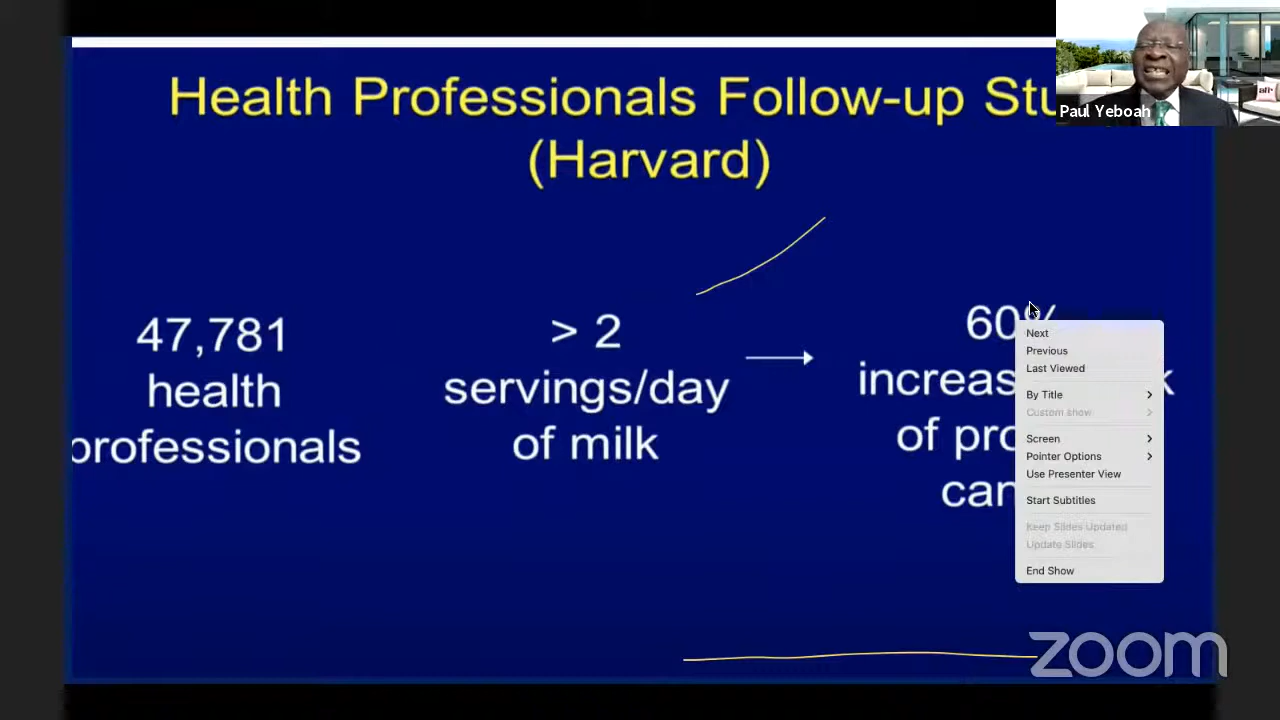 Health Professionals Follow-up Stu
(Harvard)
Paul Yeboah
47,781
health
professionals
> 2
servings/day
of milk
60%
increas k
of pro
can
Next
Previous
Last Viewed
By Title
Custom show
Screen
Pointer Options
Use Presenter View
Start Subtitles
Keep Slides Updated
Update Slides
End Show
zoom